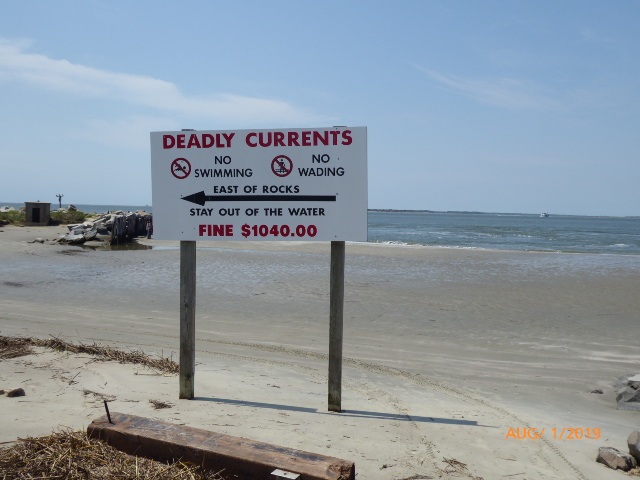 DEADLY CURRENTS
NO SWIMMING NO WADING
EAST OF ROCKS
STAY OUT OF THE WATER
FINE $1040.00
AUG/ 1/2019